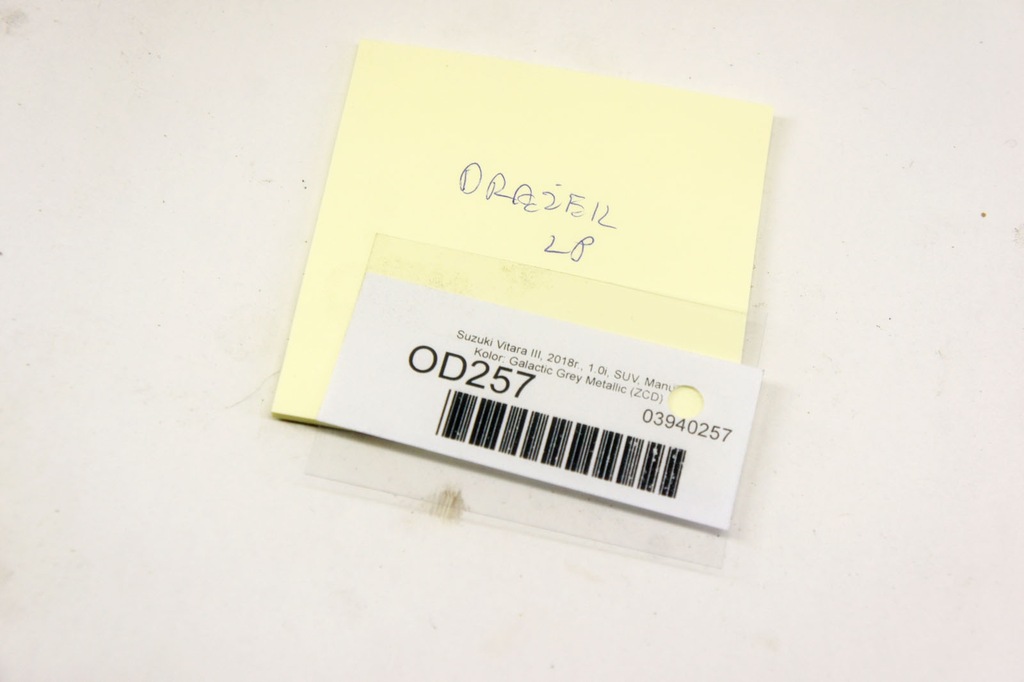 DRĄŻEK
LP
Suzuki Vitara III, 2018r., 1.0i, SUV, Manu
Kolor: Galactic Grey Metallic (ZCD)
OD257
03940257